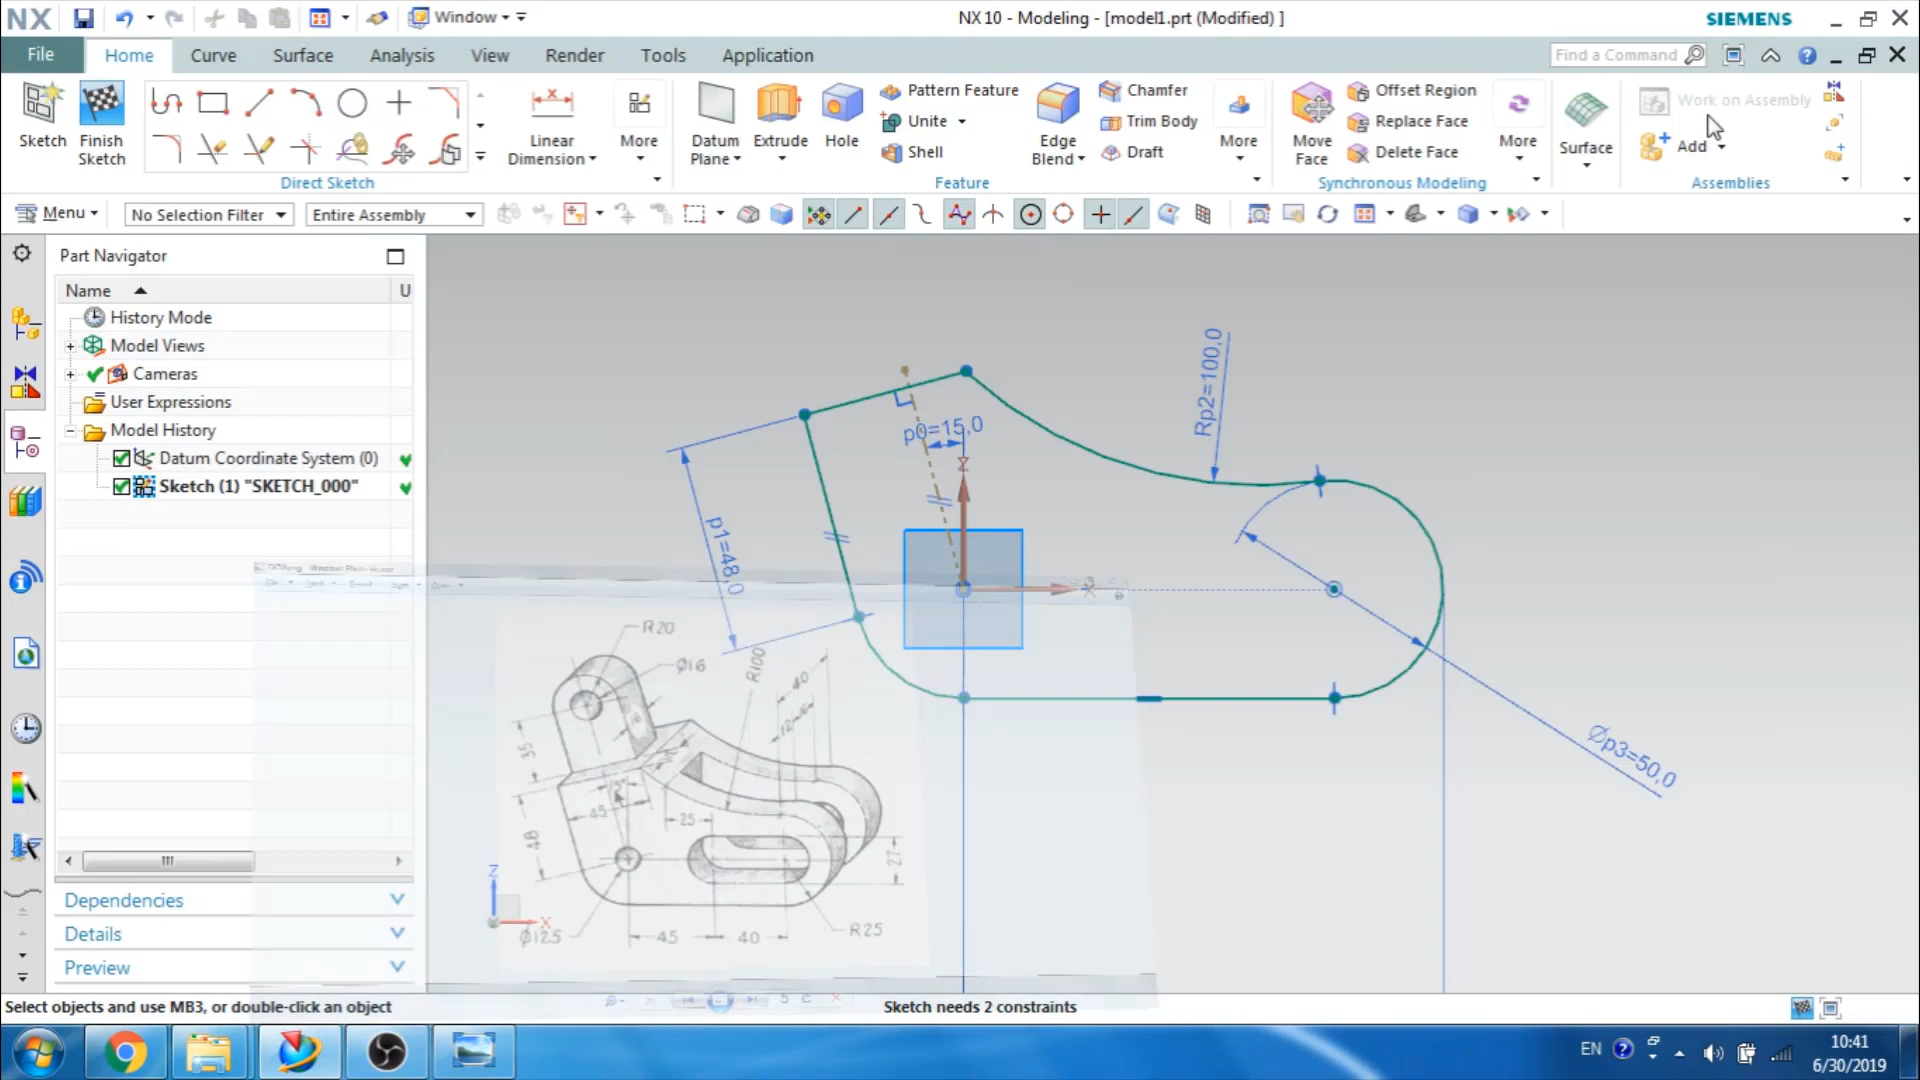 NX
Window
NX 10 - Modeling - [model1.prt (Modified) ]
SIEMENS
File
Home
Curve
Surface
Analysis
View
Render
Tools
Application
Find a Command
Sketch
Finish
Sketch
Linear
Dimension
More
Direct Sketch
Datum
Plane
Extrude
Hole
Pattern Feature
Unite
Shell
Edge
Blend
Chamfer
Trim Body
Draft
More
Feature
Move
Face
Offset Region
Replace Face
Delete Face
More
Synchronous Modeling
Surface
Work on Assembly
Add
Assemblies
Menu
No Selection Filter
Entire Assembly
Part Navigator
Name
U
History Mode
Model Views
Cameras
User Expressions
Model History
Datum Coordinate System (0)
Sketch (1) "SKETCH_000"
Dependencies
Details
Preview
Rp2=100,0
p0=15,0
p1=48,0
Øp3=50,0
Z
X
R20
Ø16
R100
40
12
16
35
45
25
48
27
Ø12.5
45
40
R25
Z
X
Select objects and use MB3, or double-click an object
Sketch needs 2 constraints
EN
10:41
6/30/2019